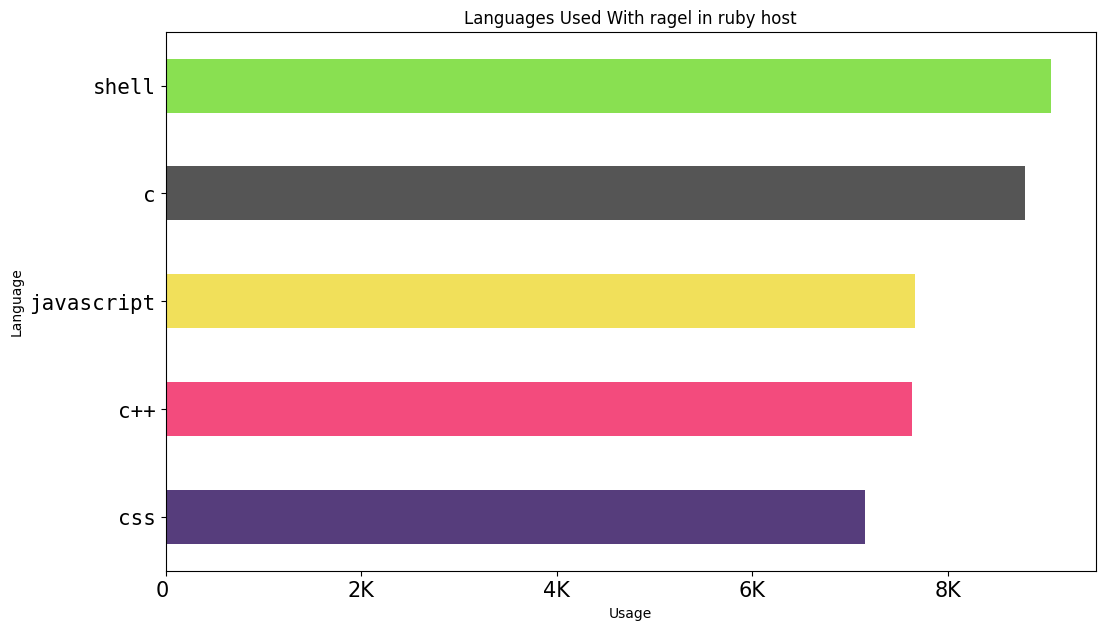 Languages Used With ragel in ruby host
Language
shell
c
javascript
c++
css
0 2K 4K 6K 8K
Usage